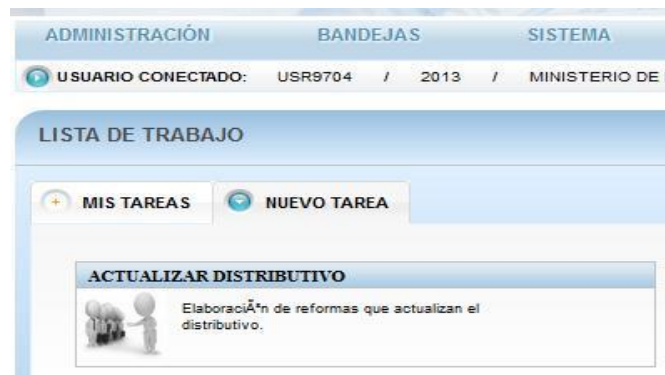 ADMINISTRACIÓN BANDEJAS SISTEMA
USUARIO CONECTADO: USR9704 / 2013 / MINISTERIO DE
LISTA DE TRABAJO
MIS TAREAS NUEVO TAREA
ACTUALIZAR DISTRIBUTIVO
ElaboraciÃªn de reformas que actualizan el
distributivo.